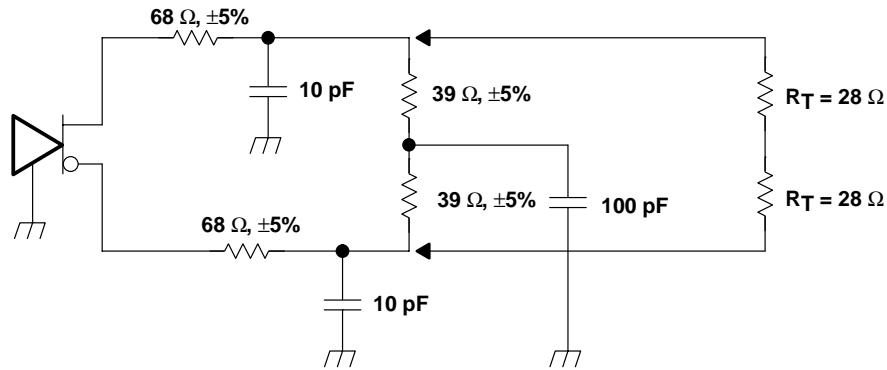 68 Ω, ±5%
10 pF
39 Ω, ±5%
RT = 28 Ω
39 Ω, ±5%
100 pF
RT = 28 Ω
68 Ω, ±5%
10 pF